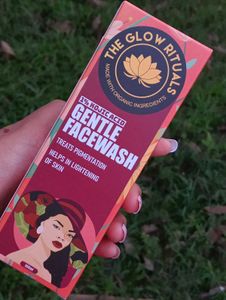 THE GLOW RITUALS
MADE WITH ORGANIC INGREDIENTS
1% KOJIC ACID
GENTLE
FACEWASH
TREATS PIGMENTATION
HELPS IN LIGHTENING
OF SKIN